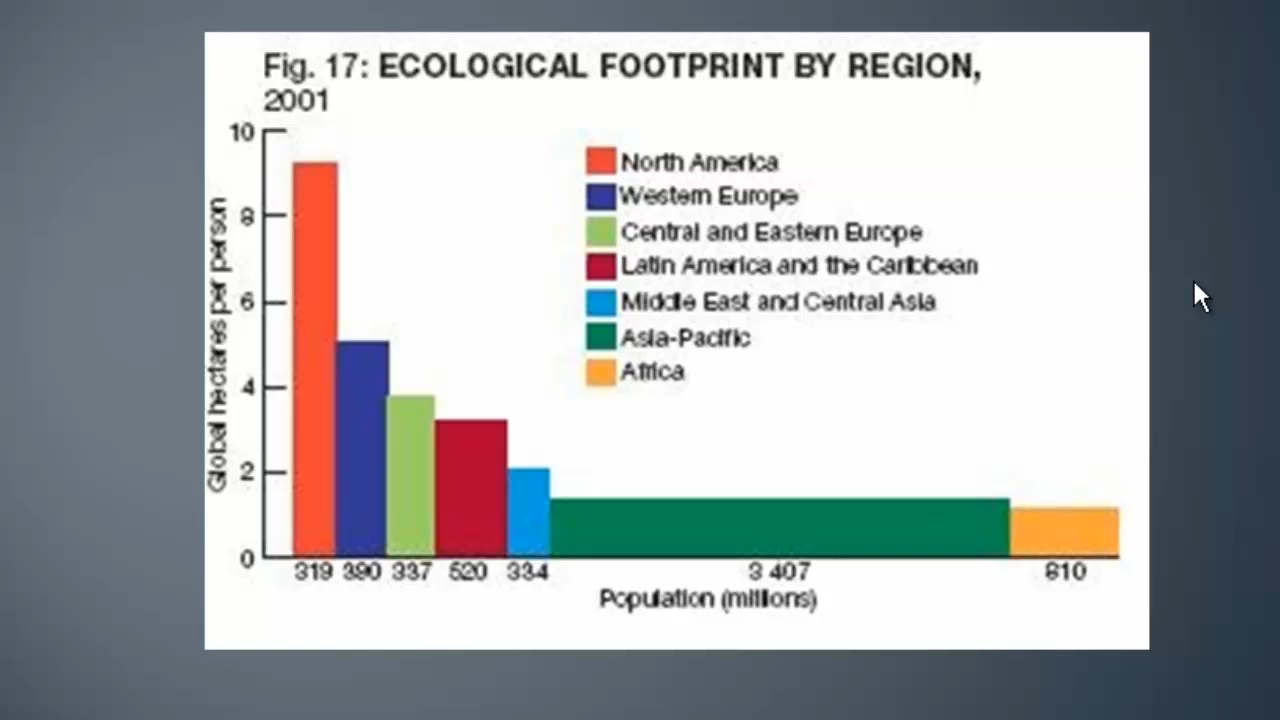 Fig. 17: ECOLOGICAL FOOTPRINT BY REGION,
2001
Global hectares per person
10
8
6
4
2
0
North America
Western Europe
Central and Eastern Europe
Latin America and the Caribbean
Middle East and Central Asia
Asia-Pacific
Africa
319 390 337 520 334 3 407 810
Population (millions)